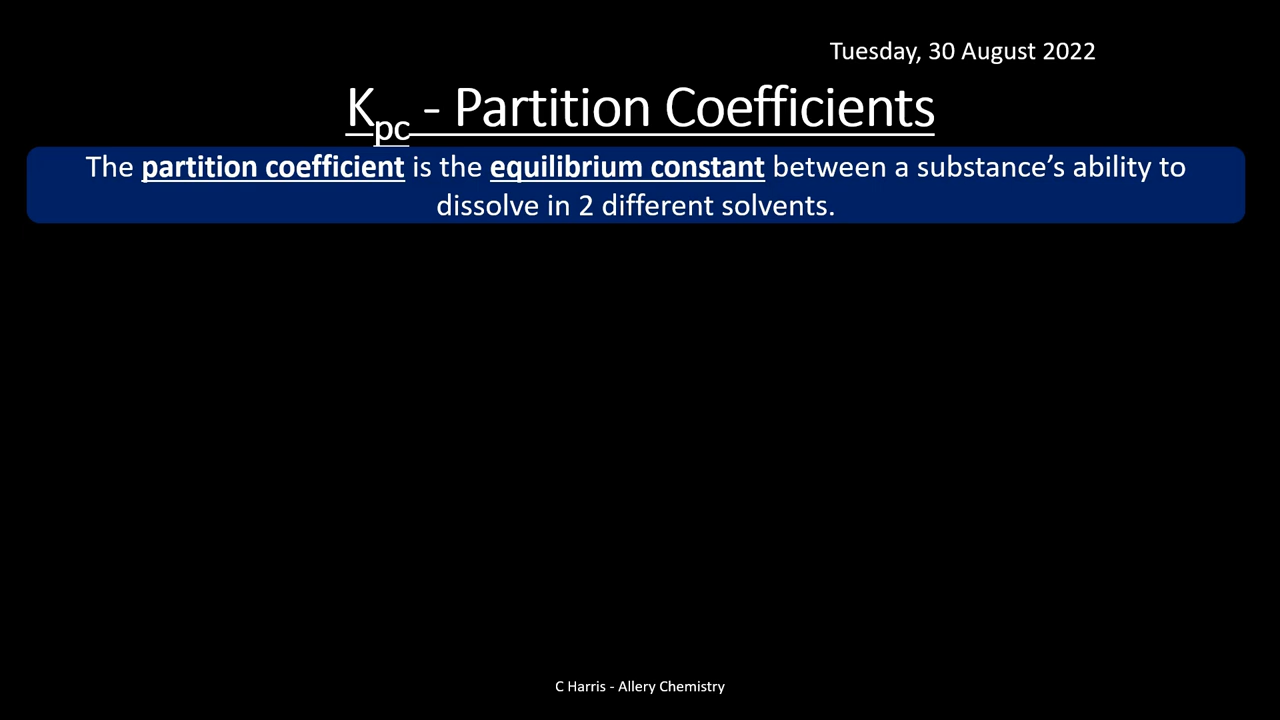 Tuesday, 30 August 2022
Kpc - Partition Coefficients
The partition coefficient is the equilibrium constant between a substance’s ability to
dissolve in 2 different solvents.
C Harris - Allery Chemistry